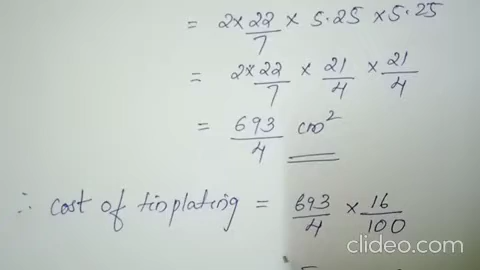 = 2 × 22/7 × 5.25 × 5.25
= 2 × 22/7 × 21/4 × 21/4
= 693/4 cm²
∴ cost of tinplating = 693/4 × 16/100
clideo.com